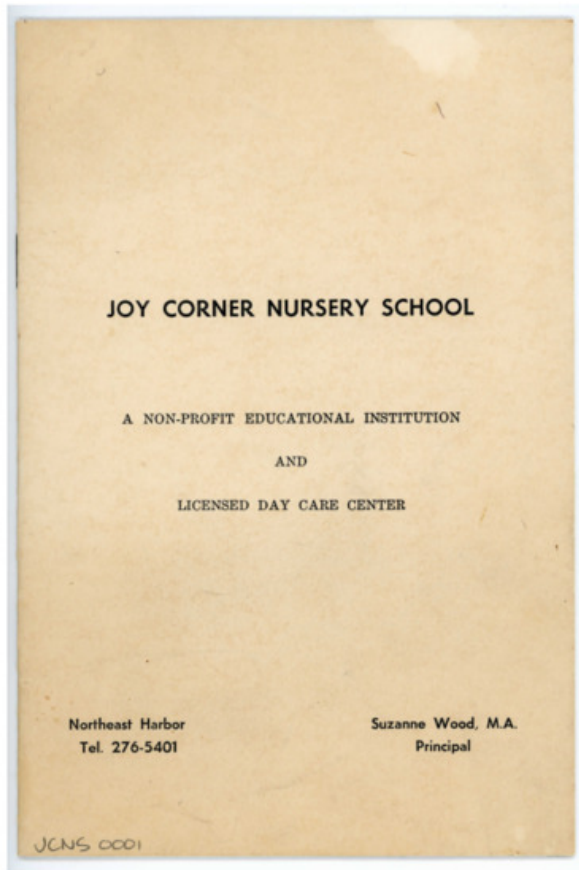 JOY CORNER NURSERY SCHOOL
A NON-PROFIT EDUCATIONAL INSTITUTION
AND
LICENSED DAY CARE CENTER
Northeast Harbor
Tel. 276-5401
Suzanne Wood, M.A.
Principal
JCNS 0001